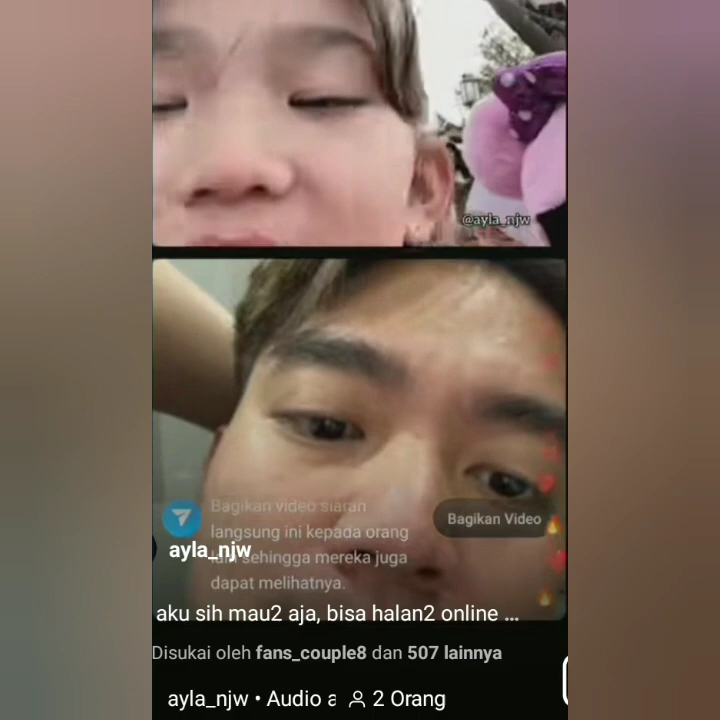 @ayla_njw
Bagikan video siaran
langsung ini kepada orang
Bagikan Video
ayla_njw
lain sehingga mereka juga
dapat melihatnya.
aku sih mau2 aja, bisa halan2 online ...
Disukai oleh fans_couple8 dan 507 lainnya
ayla_njw • Audio a 2 Orang